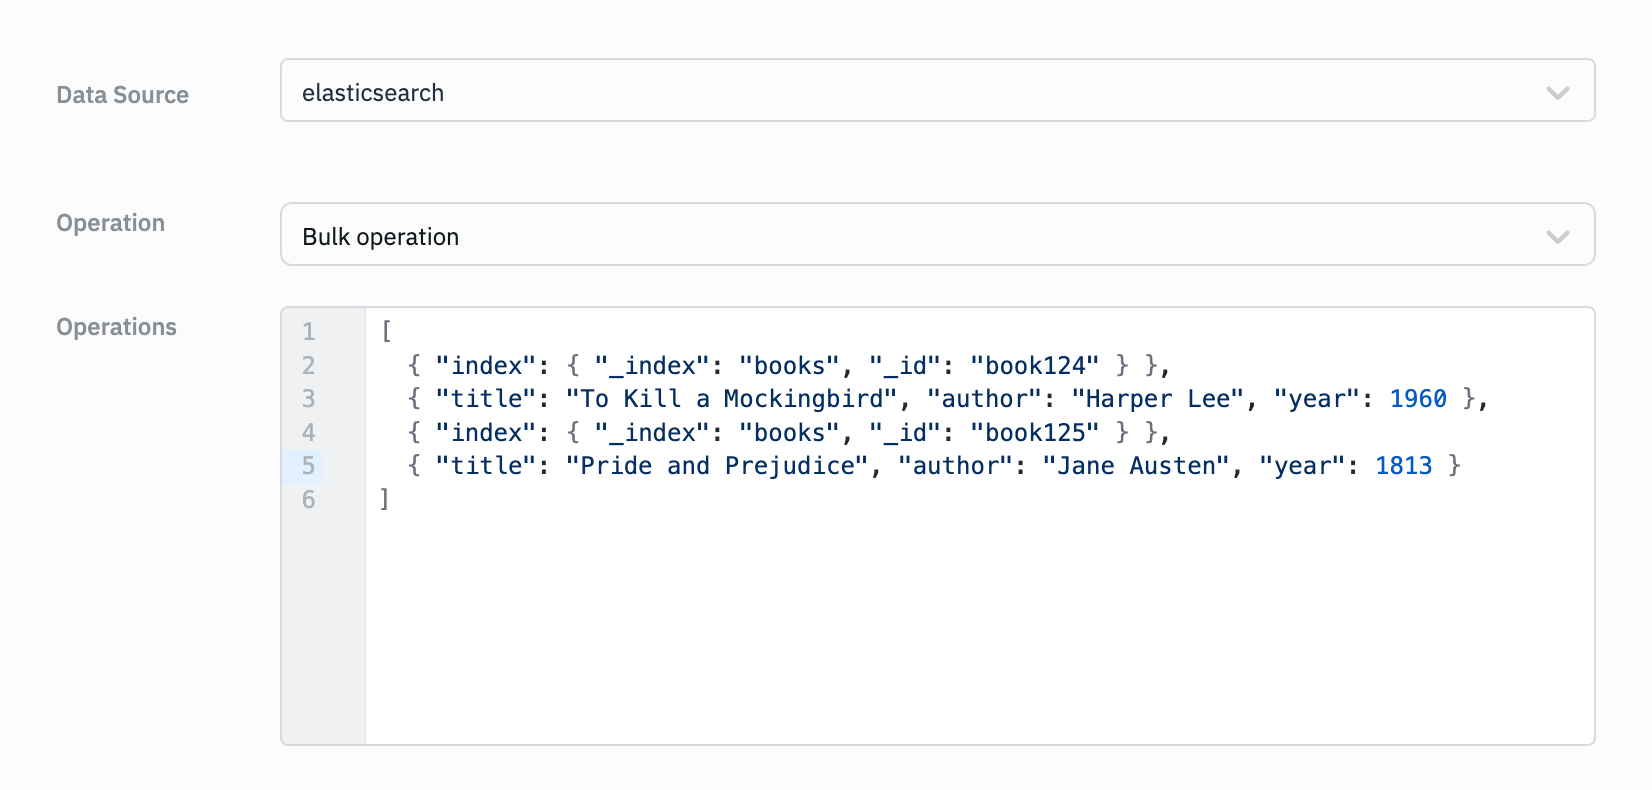 Data Source
elasticsearch
Operation
Bulk operation
Operations
1 [
2   { "index": { "_index": "books", "_id": "book124" } },
3   { "title": "To Kill a Mockingbird", "author": "Harper Lee", "year": 1960 },
4   { "index": { "_index": "books", "_id": "book125" } },
5   { "title": "Pride and Prejudice", "author": "Jane Austen", "year": 1813 }
6 ]